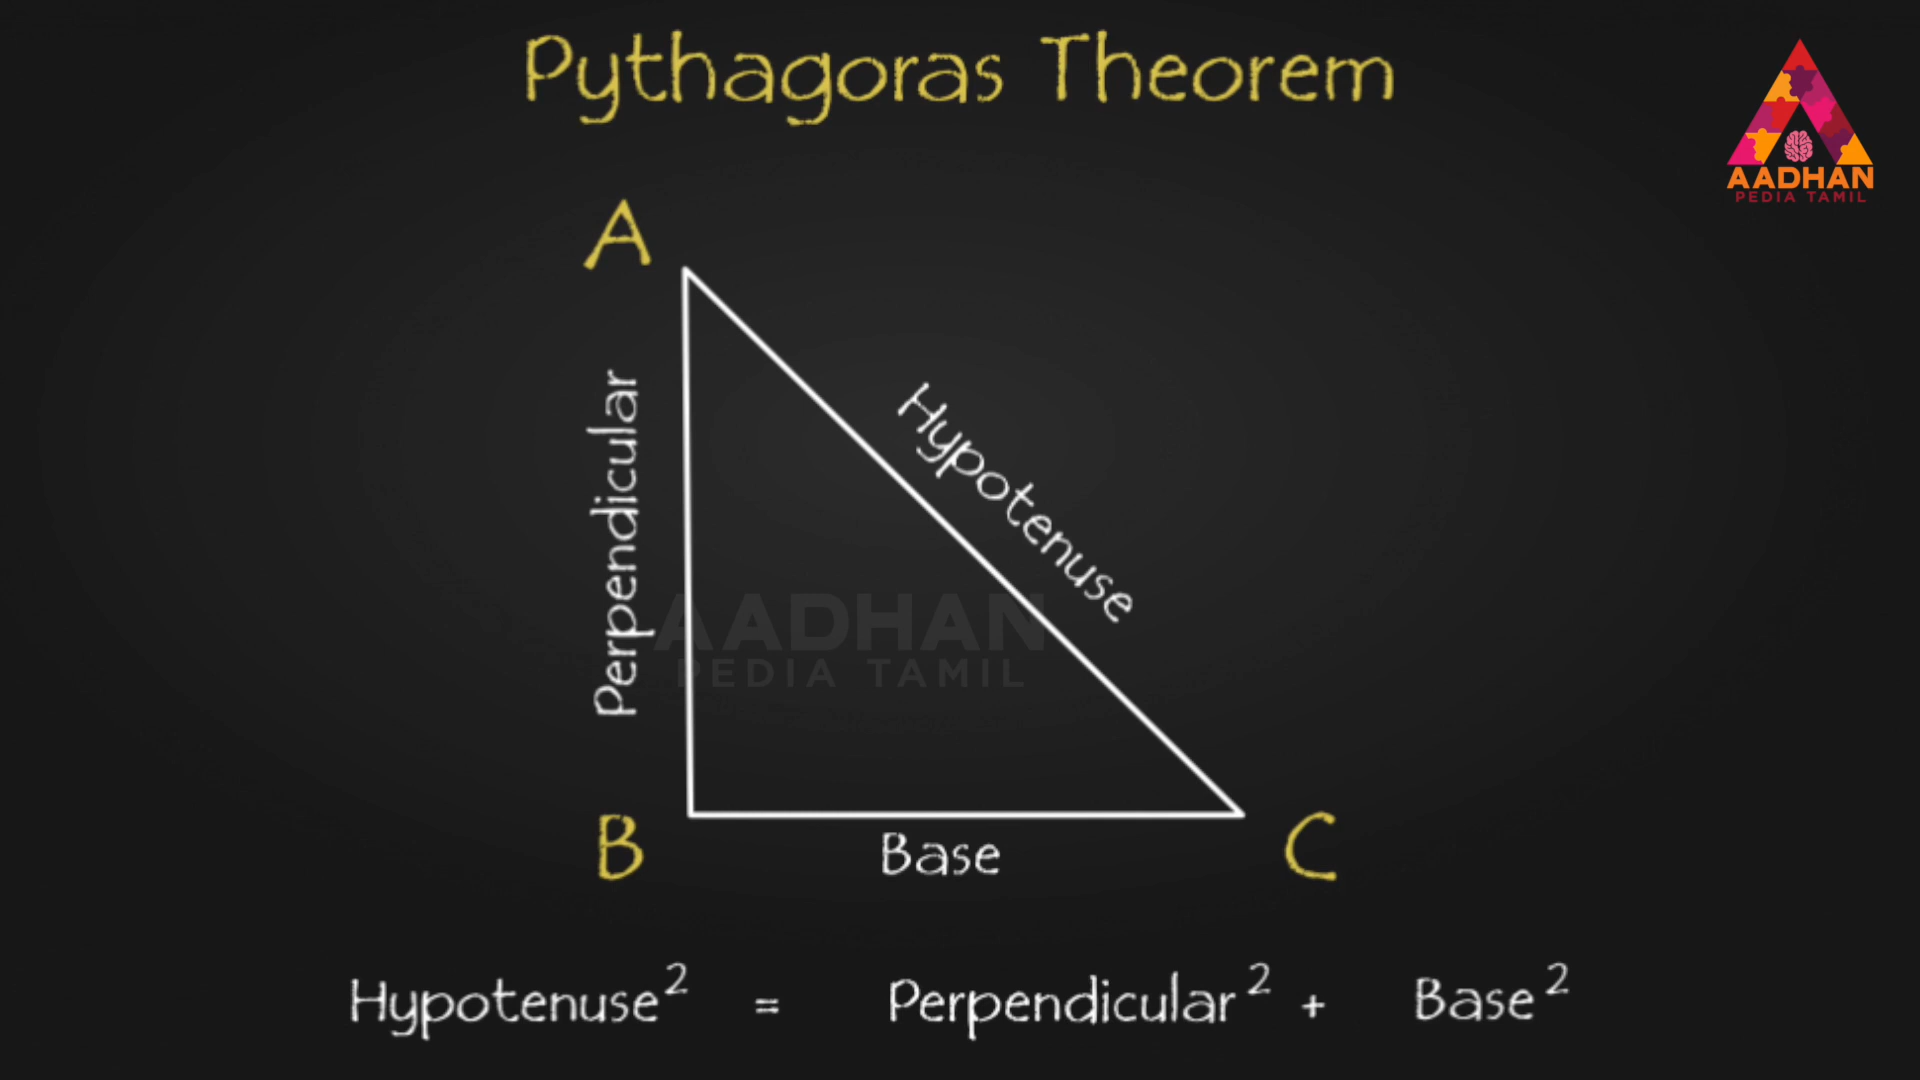 Pythagoras Theorem
AADHAN
PEDIA TAMIL
A
Perpendicular
Hypotenuse
AADHAN
PEDIA TAMIL
B
Base
C
Hypotenuse² = Perpendicular² + Base²